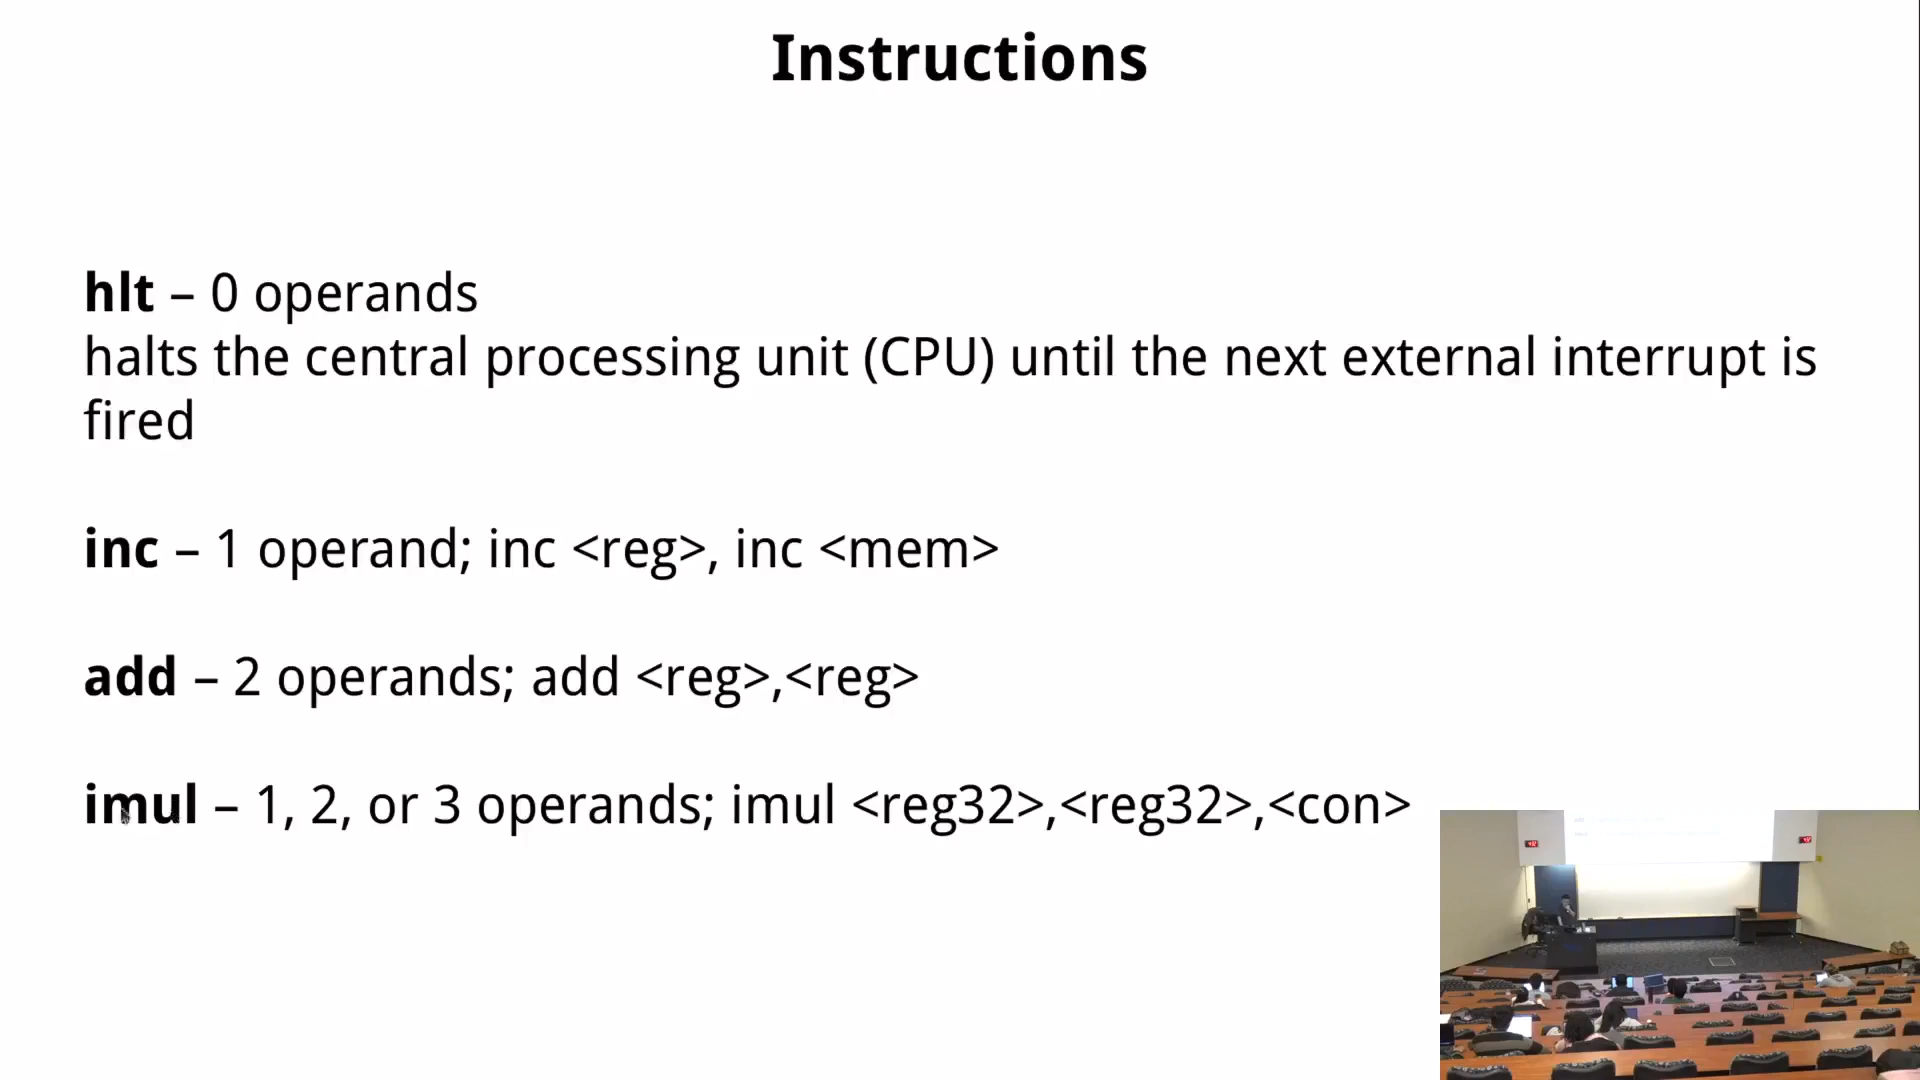 Instructions
hlt – 0 operands
halts the central processing unit (CPU) until the next external interrupt is
fired
inc – 1 operand; inc <reg>, inc <mem>
add – 2 operands; add <reg>,<reg>
imul – 1, 2, or 3 operands; imul <reg32>,<reg32>,<con>